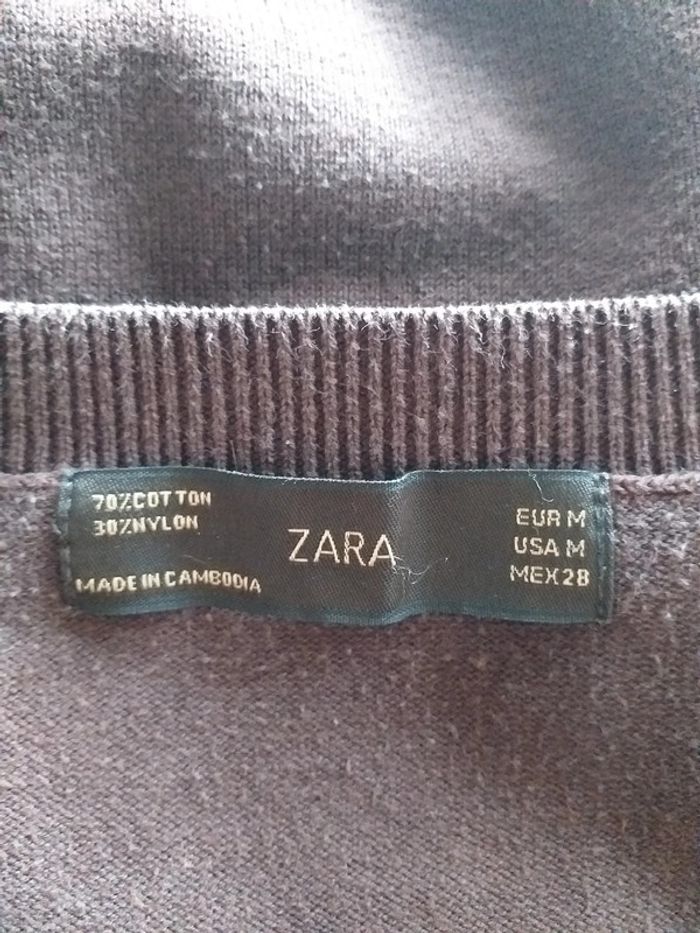 70%COTTON
30%NYLON
MADE IN CAMBODIA
ZARA
EUR M
USA M
MEX 28